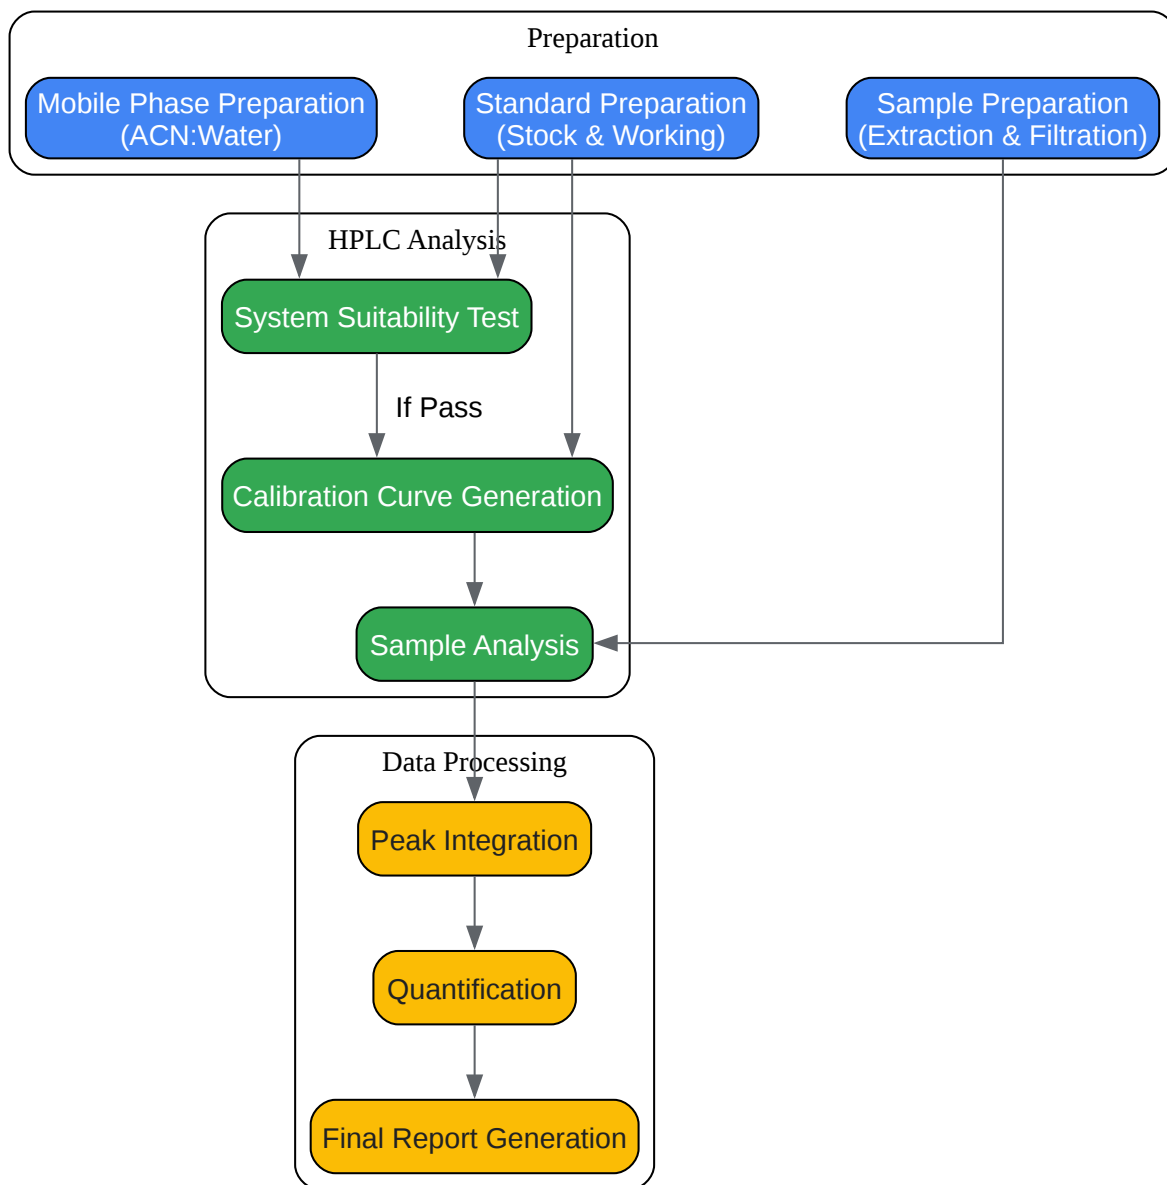 Preparation
Mobile Phase Preparation
(ACN:Water)
Standard Preparation
(Stock & Working)
Sample Preparation
(Extraction & Filtration)
HPLC Analysis
System Suitability Test
If Pass
Calibration Curve Generation
Sample Analysis
Data Processing
Peak Integration
Quantification
Final Report Generation